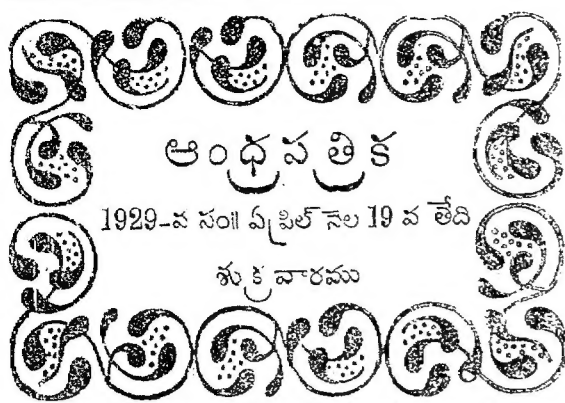 ఆంధ్రపత్రిక
1929-వ సం॥ ఏప్రిల్ నెల 19 వ తేది
శుక్రవారము